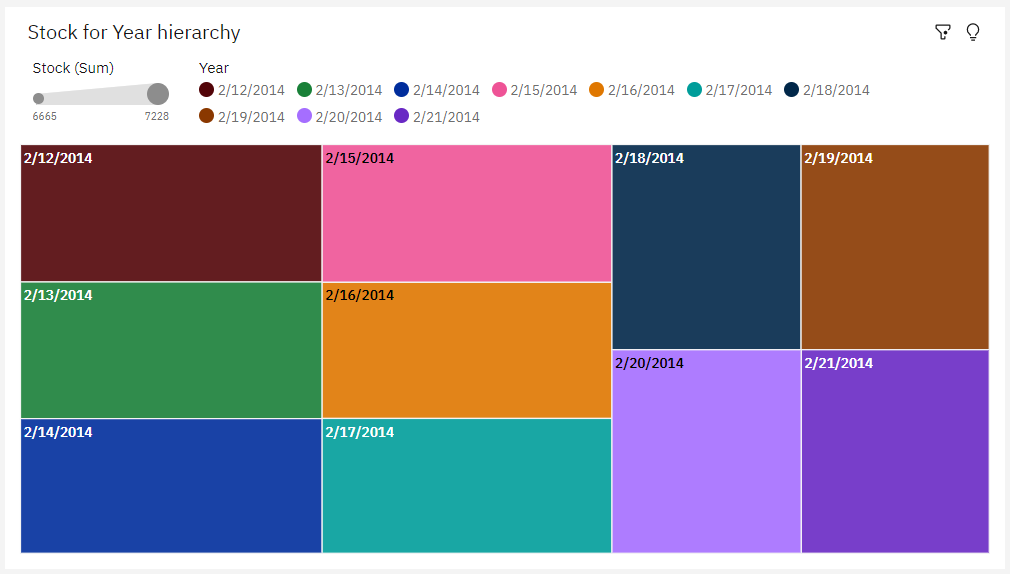 Stock for Year hierarchy
Stock (Sum)
6665 7228
Year
2/12/2014 2/13/2014 2/14/2014 2/15/2014 2/16/2014 2/17/2014 2/18/2014
2/19/2014 2/20/2014 2/21/2014
2/12/2014
2/13/2014
2/14/2014
2/15/2014
2/16/2014
2/17/2014
2/18/2014
2/19/2014
2/20/2014
2/21/2014